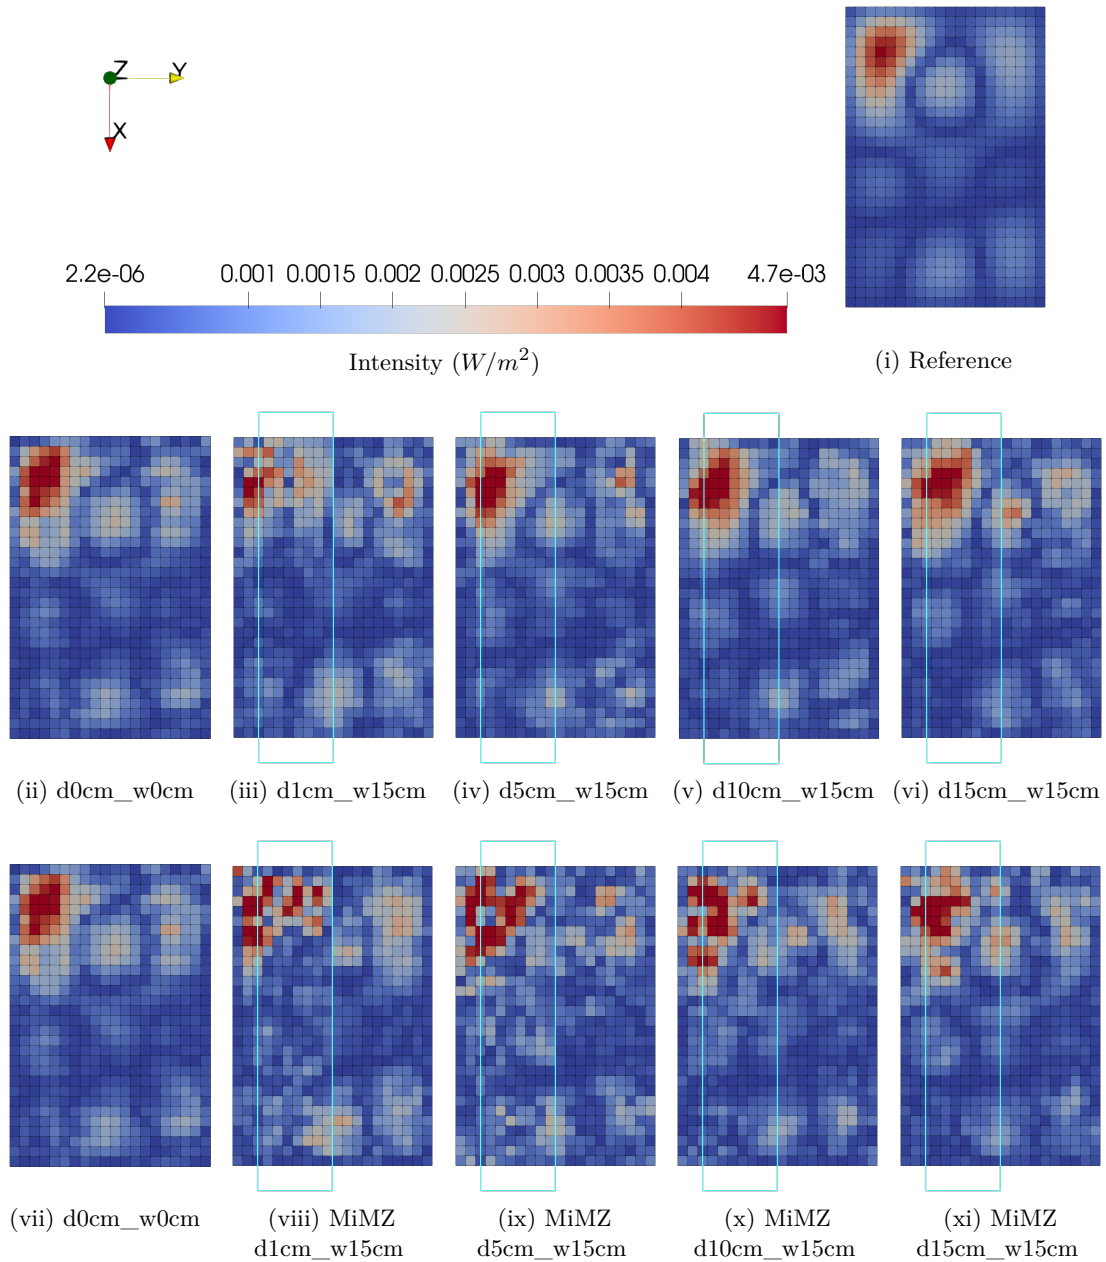 Z
Y
X
2.2e-06 0.001 0.0015 0.002 0.0025 0.003 0.0035 0.004 4.7e-03
Intensity (W/m²)
(i) Reference
(ii) d0cm_w0cm (iii) d1cm_w15cm (iv) d5cm_w15cm (v) d10cm_w15cm (vi) d15cm_w15cm
(vii) d0cm_w0cm (viii) MiMZ (ix) MiMZ (x) MiMZ (xi) MiMZ
d1cm_w15cm d5cm_w15cm d10cm_w15cm d15cm_w15cm